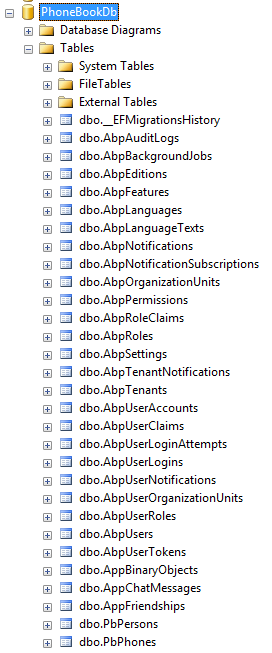 PhoneBookDb
Database Diagrams
Tables
System Tables
FileTables
External Tables
dbo.__EFMigrationsHistory
dbo.AbpAuditLogs
dbo.AbpBackgroundJobs
dbo.AbpEditions
dbo.AbpFeatures
dbo.AbpLanguages
dbo.AbpLanguageTexts
dbo.AbpNotifications
dbo.AbpNotificationSubscriptions
dbo.AbpOrganizationUnits
dbo.AbpPermissions
dbo.AbpRoleClaims
dbo.AbpRoles
dbo.AbpSettings
dbo.AbpTenantNotifications
dbo.AbpTenants
dbo.AbpUserAccounts
dbo.AbpUserClaims
dbo.AbpUserLoginAttempts
dbo.AbpUserLogins
dbo.AbpUserNotifications
dbo.AbpUserOrganizationUnits
dbo.AbpUserRoles
dbo.AbpUsers
dbo.AbpUserTokens
dbo.AppBinaryObjects
dbo.AppChatMessages
dbo.AppFriendships
dbo.PbPersons
dbo.PbPhones